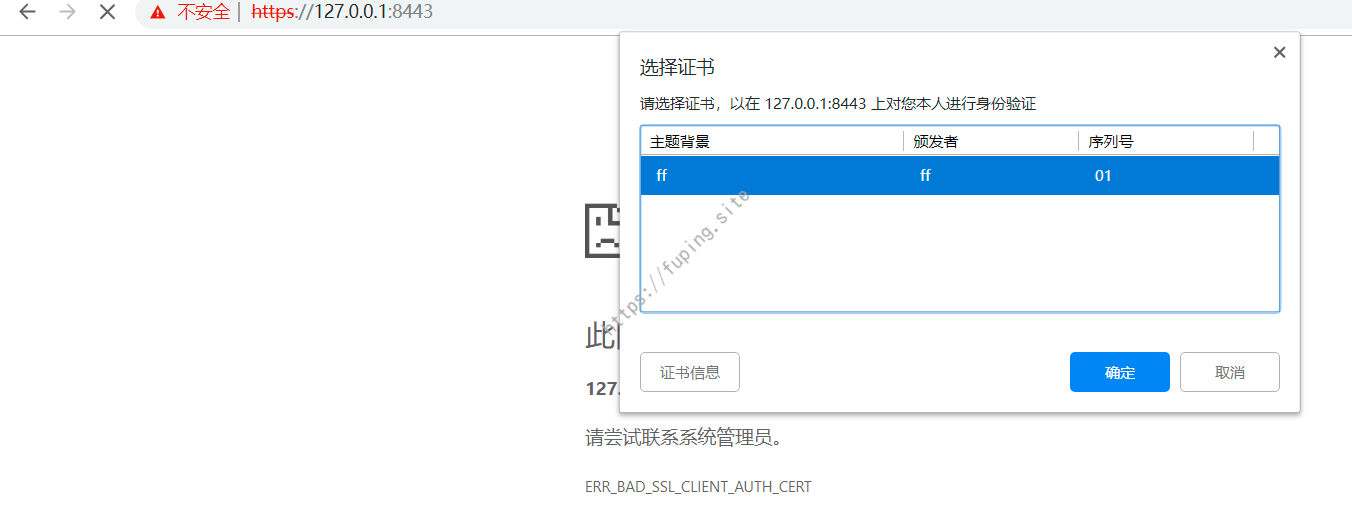 不安全 | https://127.0.0.1:8443
选择证书
请选择证书，以在 127.0.0.1:8443 上对您本人进行身份验证
主题背景 颁发者 序列号
ff ff 01
https://fuping.site
证书信息 确定 取消
此
127.
请尝试联系系统管理员。
ERR_BAD_SSL_CLIENT_AUTH_CERT